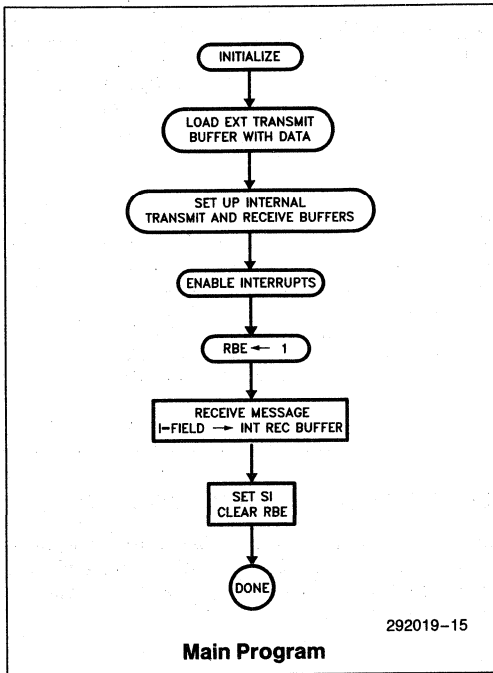 INITIALIZE
LOAD EXT TRANSMIT
BUFFER WITH DATA
SET UP INTERNAL
TRANSMIT AND RECEIVE BUFFERS
ENABLE INTERRUPTS
RBE ← 1
RECEIVE MESSAGE
I-FIELD → INT REC BUFFER
SET SI
CLEAR RBE
DONE
292019-15
Main Program